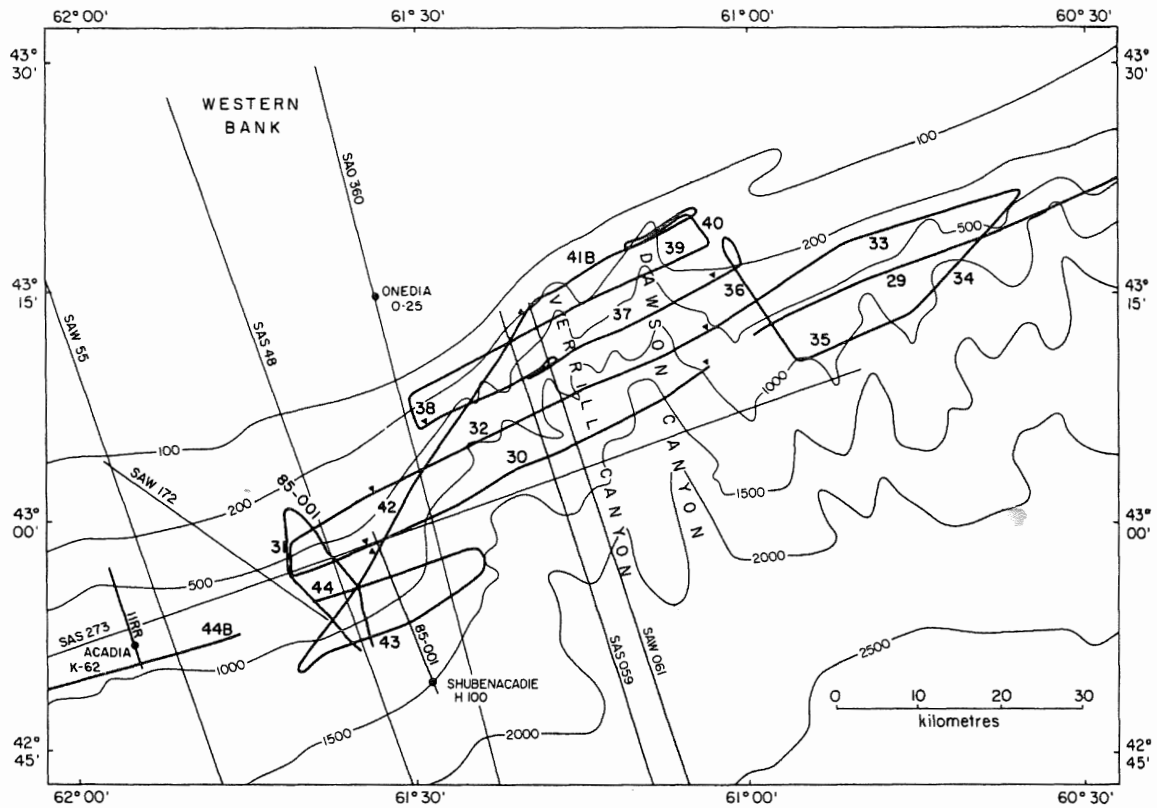 62° 00'
61° 30'
61° 00'
60° 30'
43° 30'
43° 30'
WESTERN
BANK
SAO 360
100
40
200
500
33
39
41B
DAWSON CANYON
43° 15'
43° 15'
ONEDIA
O-25
36
29
34
37
VERRILL CANYON
35
SAW 55
SAS 48
38
1000
32
100
30
SAW 172
85-001
1500
200
42
43° 00'
43° 00'
31
2000
500
44
SAS 273
IIRR
44B
43
85-001
ACADIA
K-62
1000
SAS 059
SAW 061
2500
SHUBENACADIE
H 100
0 10 20 30
kilometres
1500
2000
42° 45'
42° 45'
62° 00'
61° 30'
61° 00'
60° 30'